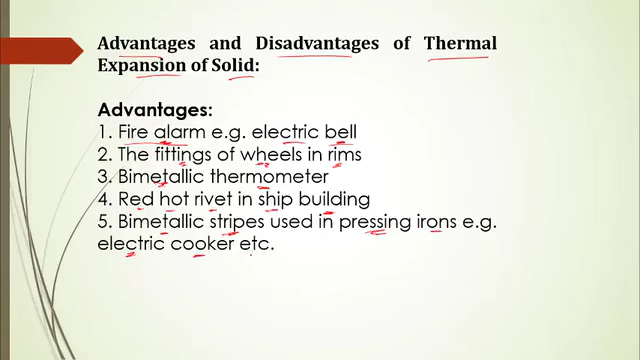 Advantages and Disadvantages of Thermal
Expansion of Solid:
Advantages:
1. Fire alarm e.g. electric bell
2. The fittings of wheels in rims
3. Bimetallic thermometer
4. Red hot rivet in ship building
5. Bimetallic stripes used in pressing irons e.g.
electric cooker etc.